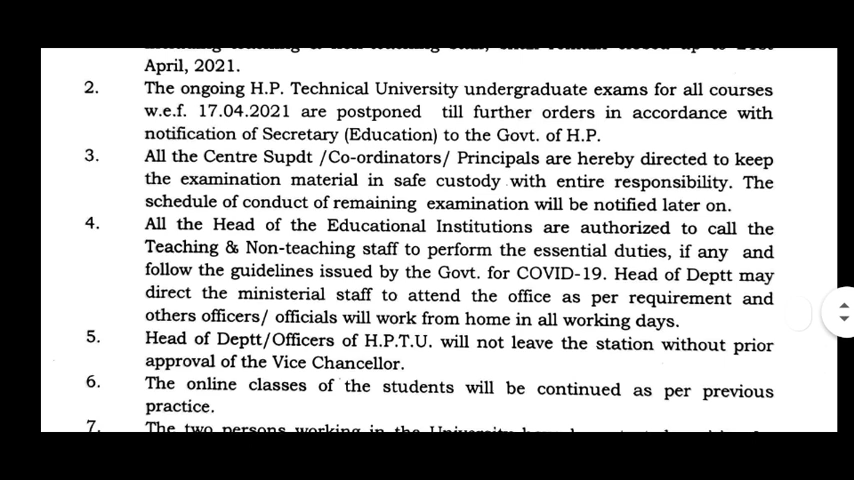 April, 2021.
2. The ongoing H.P. Technical University undergraduate exams for all courses
w.e.f. 17.04.2021 are postponed till further orders in accordance with
notification of Secretary (Education) to the Govt. of H.P.
3. All the Centre Supdt /Co-ordinators/ Principals are hereby directed to keep
the examination material in safe custody with entire responsibility. The
schedule of conduct of remaining examination will be notified later on.
4. All the Head of the Educational Institutions are authorized to call the
Teaching & Non-teaching staff to perform the essential duties, if any and
follow the guidelines issued by the Govt. for COVID-19. Head of Deptt may
direct the ministerial staff to attend the office as per requirement and
others officers/ officials will work from home in all working days.
5. Head of Deptt/Officers of H.P.T.U. will not leave the station without prior
approval of the Vice Chancellor.
6. The online classes of the students will be continued as per previous
practice.
7. The two persons working in the University